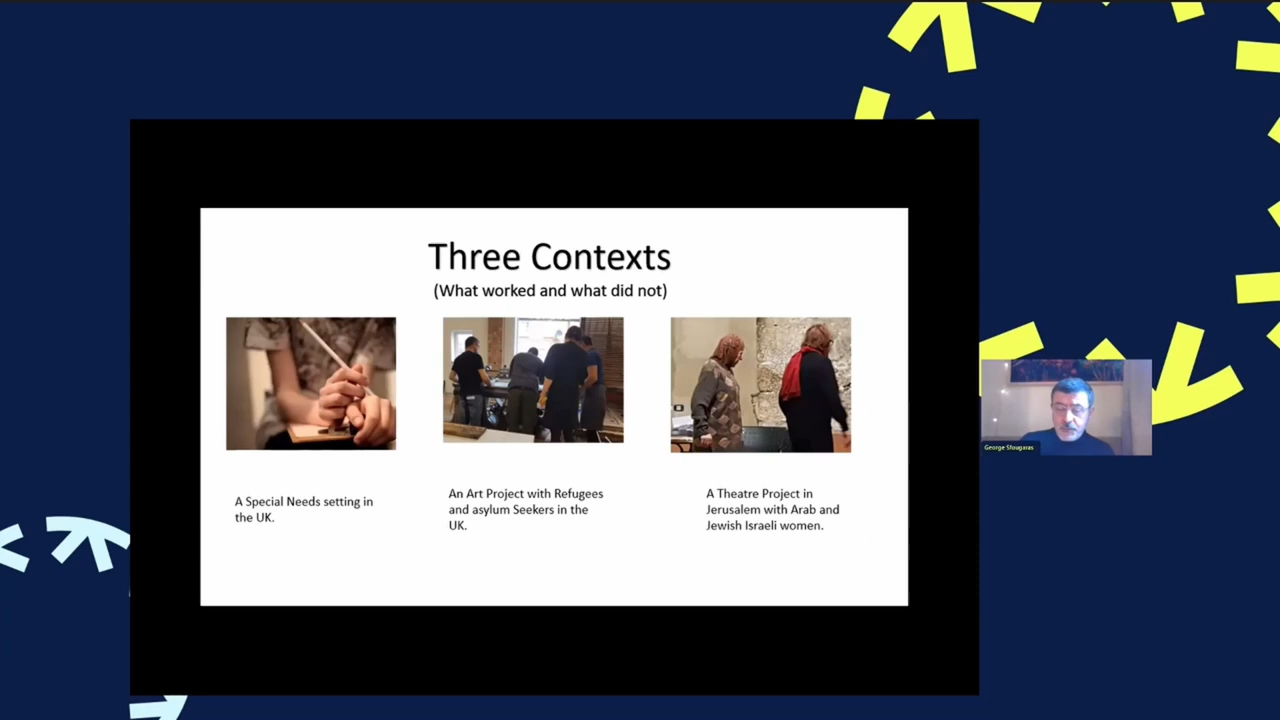 Three Contexts
(What worked and what did not)
A Special Needs setting in
the UK.
An Art Project with Refugees
and asylum Seekers in the
UK.
A Theatre Project in
Jerusalem with Arab and
Jewish Israeli women.
George Sfougaras